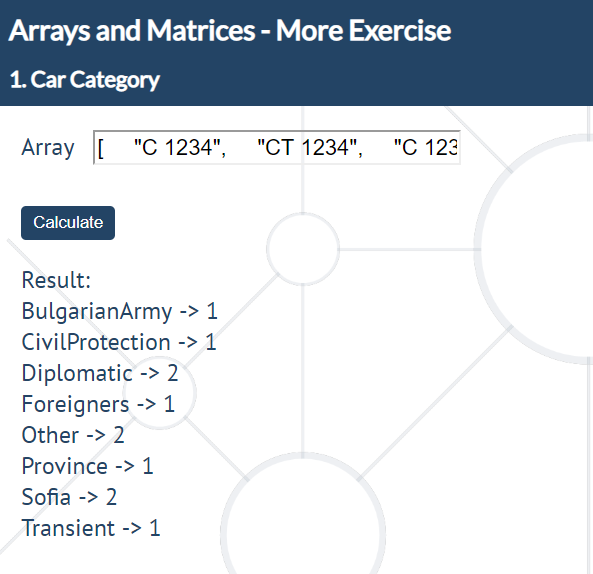 Arrays and Matrices - More Exercise
1. Car Category
Array [ "C 1234", "CT 1234", "C 123
Calculate
Result:
BulgarianArmy -> 1
CivilProtection -> 1
Diplomatic -> 2
Foreigners -> 1
Other -> 2
Province -> 1
Sofia -> 2
Transient -> 1